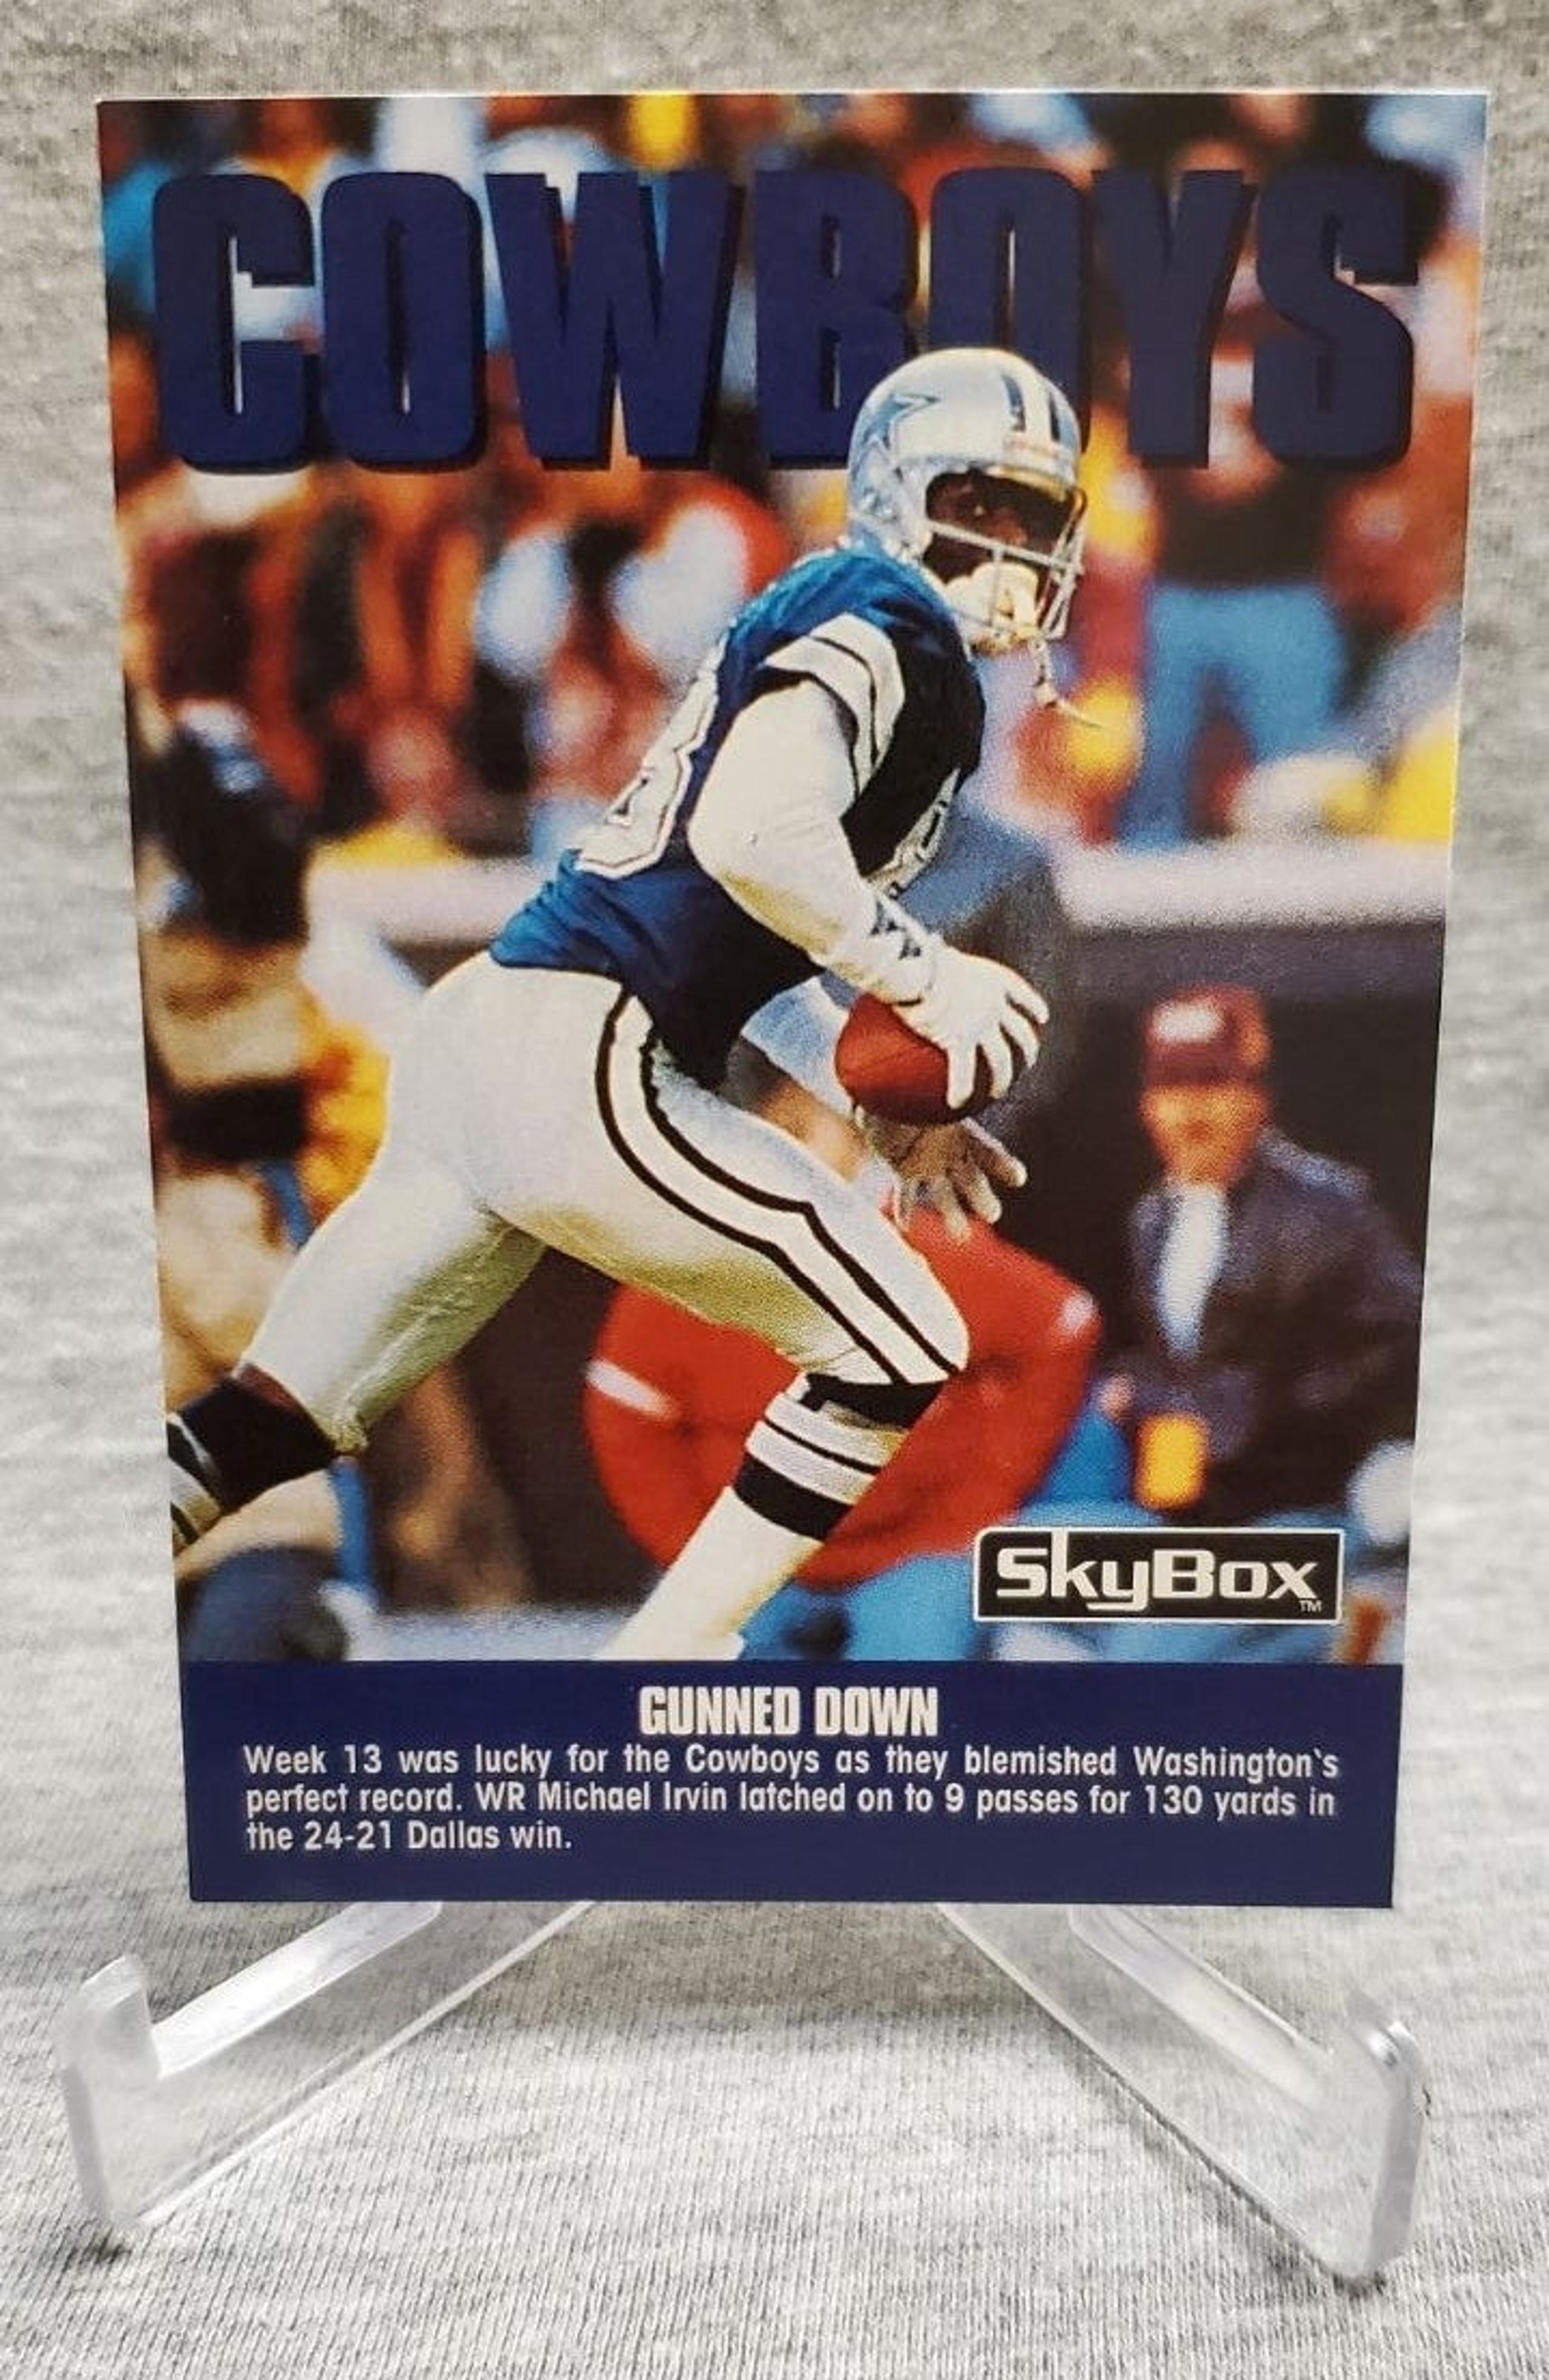 COWBOYS
SkyBox
TM
GUNNED DOWN
Week 13 was lucky for the Cowboys as they blemished Washington`s
perfect record. WR Michael Irvin latched on to 9 passes for 130 yards in
the 24-21 Dallas win.